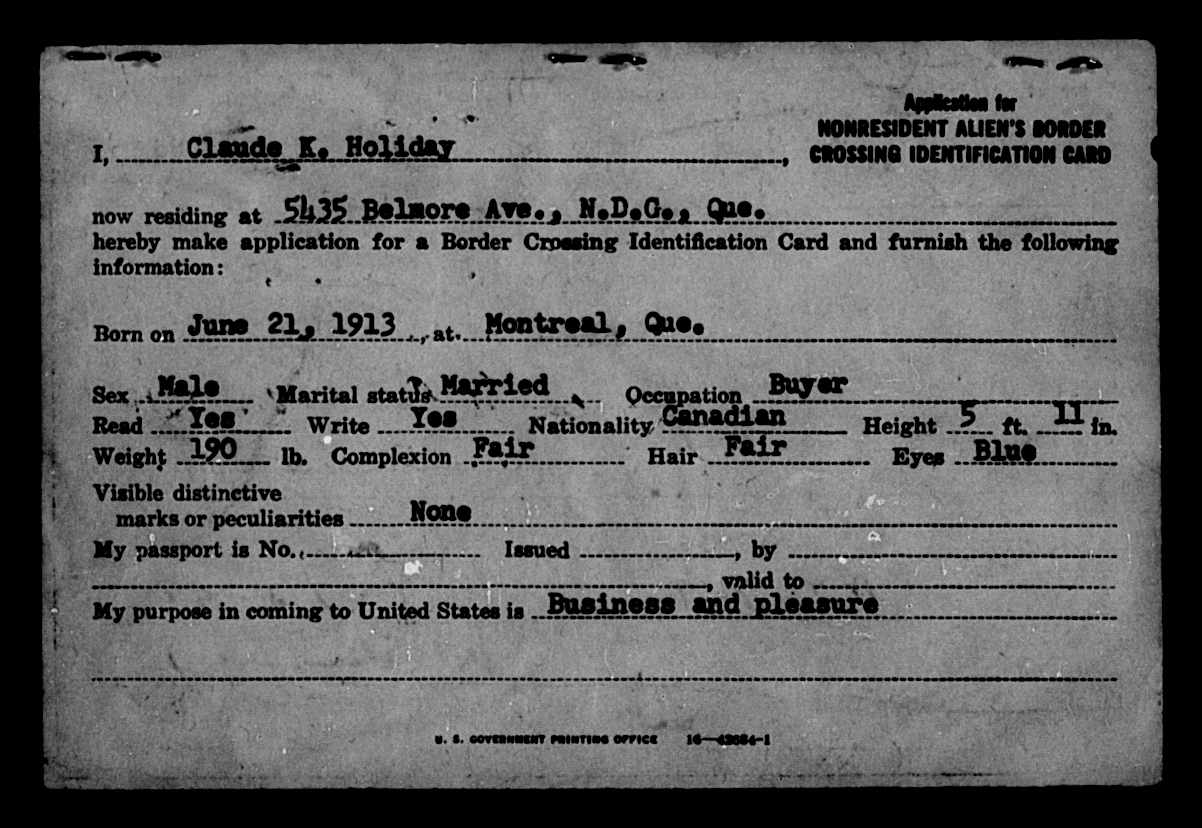 Application for
NONRESIDENT ALIEN'S BORDER
CROSSING IDENTIFICATION CARD
I, Claude K. Holiday,
now residing at 5435 Belmore Ave., N.D.G., Que.
hereby make application for a Border Crossing Identification Card and furnish the following
information:
Born on June 21, 1913, at Montreal, Que.
Sex Male Marital status Married Occupation Buyer
Read Yes Write Yes Nationality Canadian Height 5 ft. 11 in.
Weight 190 lb. Complexion Fair Hair Fair Eyes Blue
Visible distinctive
marks or peculiarities None
My passport is No. Issued , by
, valid to
My purpose in coming to United States is Business and pleasure
U. S. GOVERNMENT PRINTING OFFICE 16—42684-1